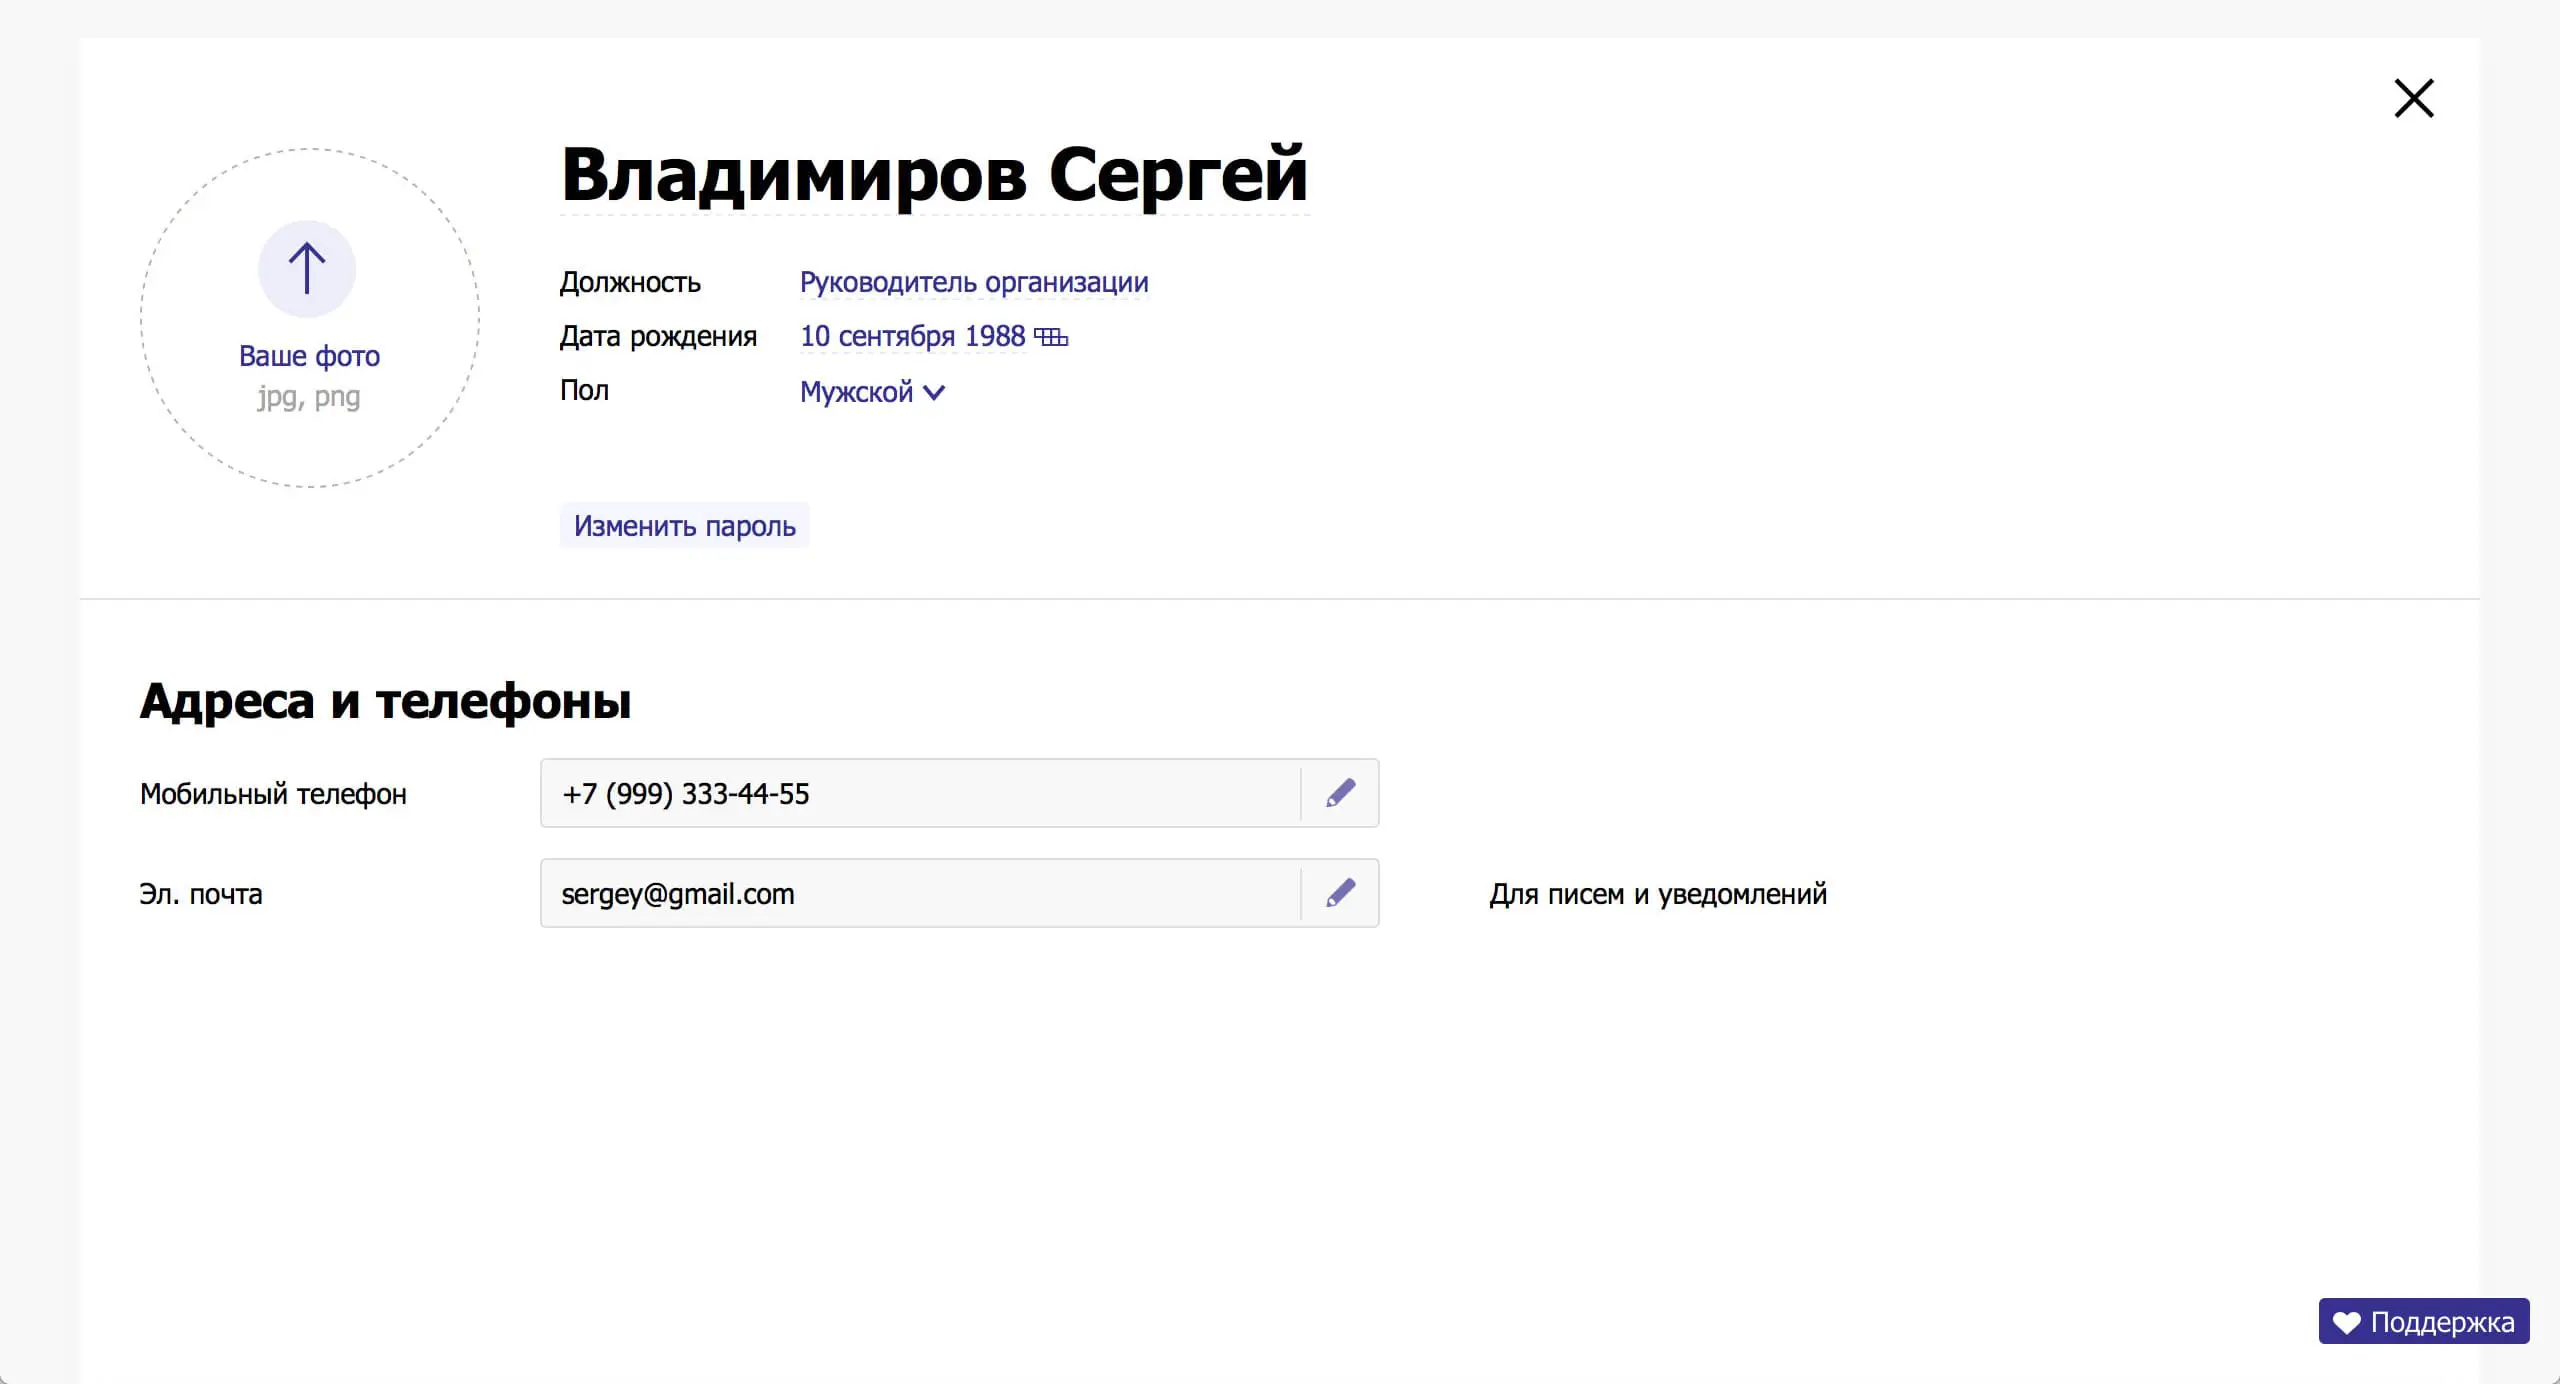 Владимиров Сергей
Должность Руководитель организации
Дата рождения 10 сентября 1988
Пол Мужской
Ваше фото
jpg, png
Изменить пароль
Адреса и телефоны
Мобильный телефон +7 (999) 333-44-55
Эл. почта sergey@gmail.com Для писем и уведомлений
Поддержка